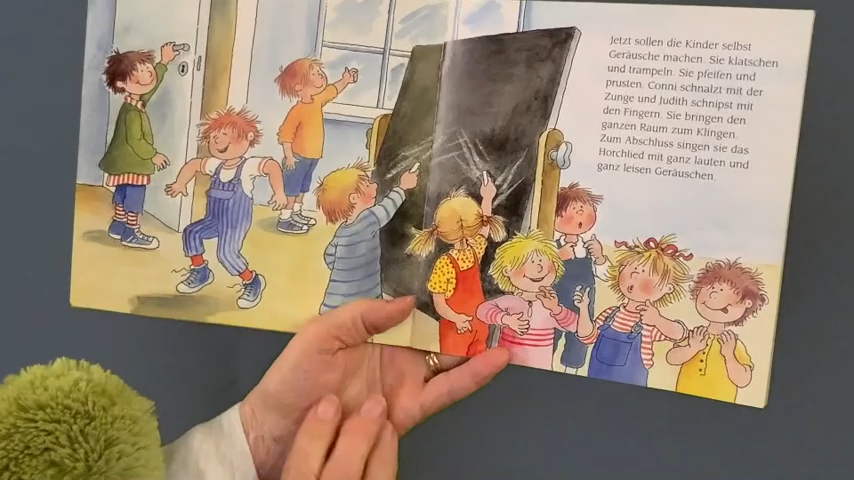 Jetzt sollen die Kinder selbst
Geräusche machen. Sie klatschen
und trampeln. Sie pfeifen und
prusten. Conni schnalzt mit der
Zunge und Judith schnipst mit
den Fingern. Sie bringen den
ganzen Raum zum Klingen.
Zum Abschluss singen sie das
Horchlied mit ganz lauten und
ganz leisen Geräuschen.